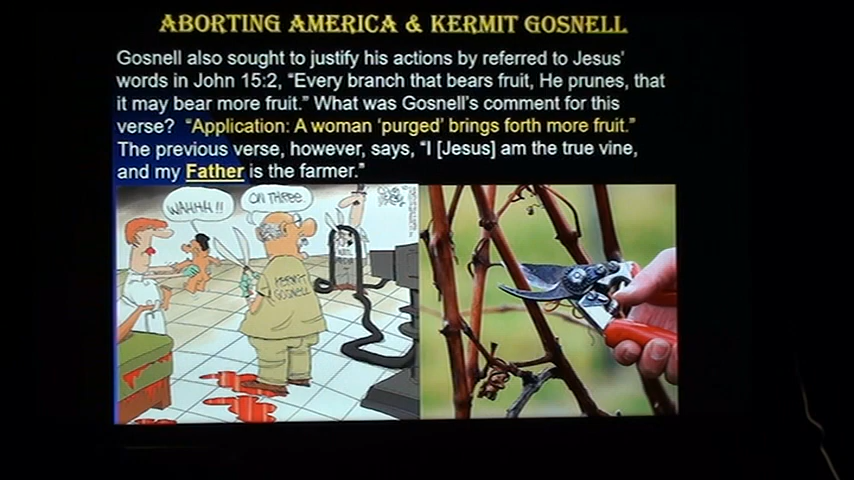 ABORTING AMERICA & KERMIT GOSNELL
Gosnell also sought to justify his actions by referred to Jesus'
words in John 15:2, “Every branch that bears fruit, He prunes, that
it may bear more fruit.” What was Gosnell's comment for this
verse? “Application: A woman ‘purged’ brings forth more fruit.”
The previous verse, however, says, “I [Jesus] am the true vine,
and my Father is the farmer.”
WAHHH!!
ON THREE.
KERMIT
GOSNELL
MEDIA